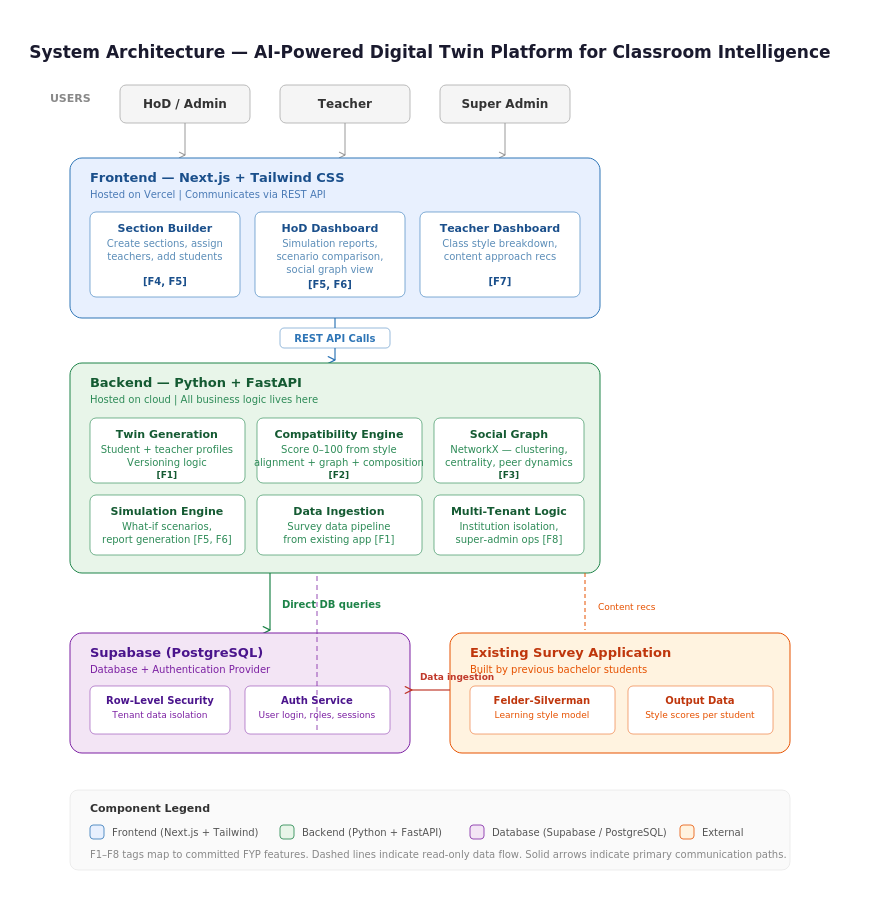 System Architecture — AI-Powered Digital Twin Platform for Classroom Intelligence
USERS
HoD / Admin
Teacher
Super Admin
Frontend — Next.js + Tailwind CSS
Hosted on Vercel | Communicates via REST API
Section Builder
Create sections, assign
teachers, add students
[F4, F5]
HoD Dashboard
Simulation reports,
scenario comparison,
social graph view
[F5, F6]
Teacher Dashboard
Class style breakdown,
content approach recs
[F7]
REST API Calls
Backend — Python + FastAPI
Hosted on cloud | All business logic lives here
Twin Generation
Student + teacher profiles
Versioning logic
[F1]
Compatibility Engine
Score 0–100 from style
alignment + graph + composition
[F2]
Social Graph
NetworkX — clustering,
centrality, peer dynamics
[F3]
Simulation Engine
What-if scenarios,
report generation [F5, F6]
Data Ingestion
Survey data pipeline
from existing app [F1]
Multi-Tenant Logic
Institution isolation,
super-admin ops [F8]
Direct DB queries
Content recs
Supabase (PostgreSQL)
Database + Authentication Provider
Row-Level Security
Tenant data isolation
Auth Service
User login, roles, sessions
Data ingestion
Existing Survey Application
Built by previous bachelor students
Felder-Silverman
Learning style model
Output Data
Style scores per student
Component Legend
Frontend (Next.js + Tailwind)
Backend (Python + FastAPI)
Database (Supabase / PostgreSQL)
External
F1–F8 tags map to committed FYP features. Dashed lines indicate read-only data flow. Solid arrows indicate primary communication paths.